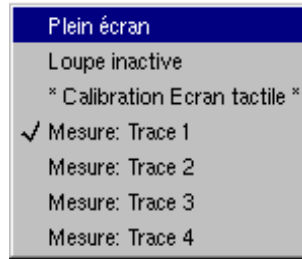 Plein écran
Loupe inactive
* Calibration Ecran tactile *
Mesure: Trace 1
Mesure: Trace 2
Mesure: Trace 3
Mesure: Trace 4